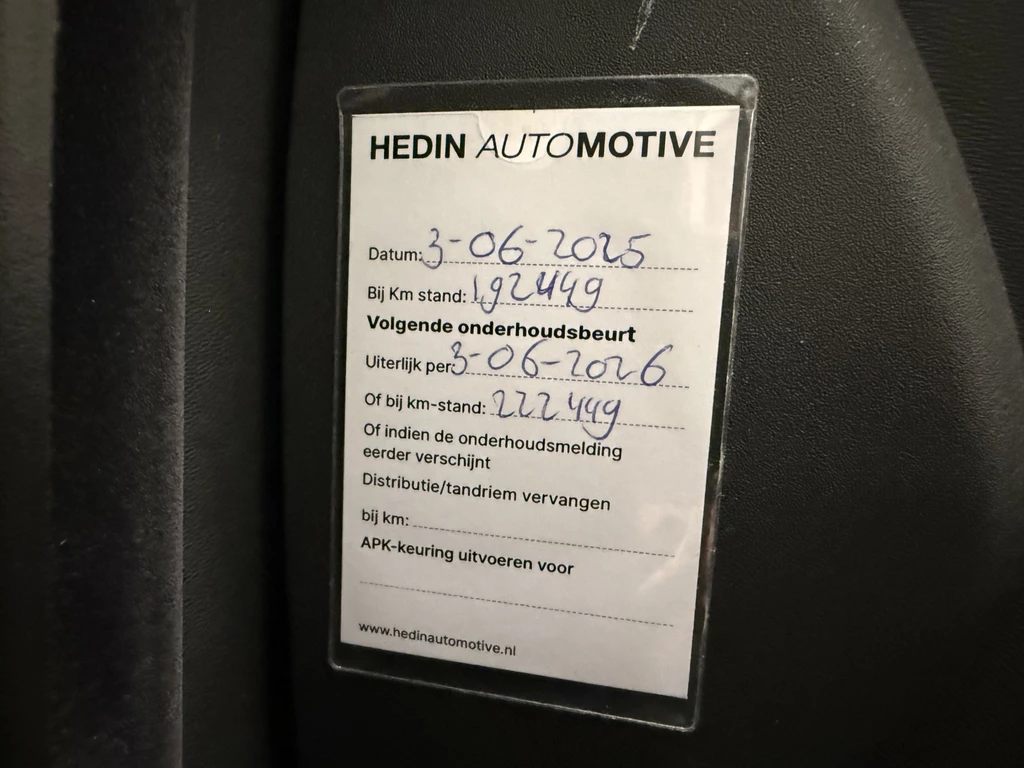 HEDIN AUTOMOTIVE
Datum: 3-06-2025
Bij Km stand: 192449
Volgende onderhoudsbeurt
Uiterlijk per: 3-06-2026
Of bij km-stand: 222449
Of indien de onderhoudsmelding
eerder verschijnt
Distributie/tandriem vervangen
bij km:
APK-keuring uitvoeren voor
www.hedinautomotive.nl